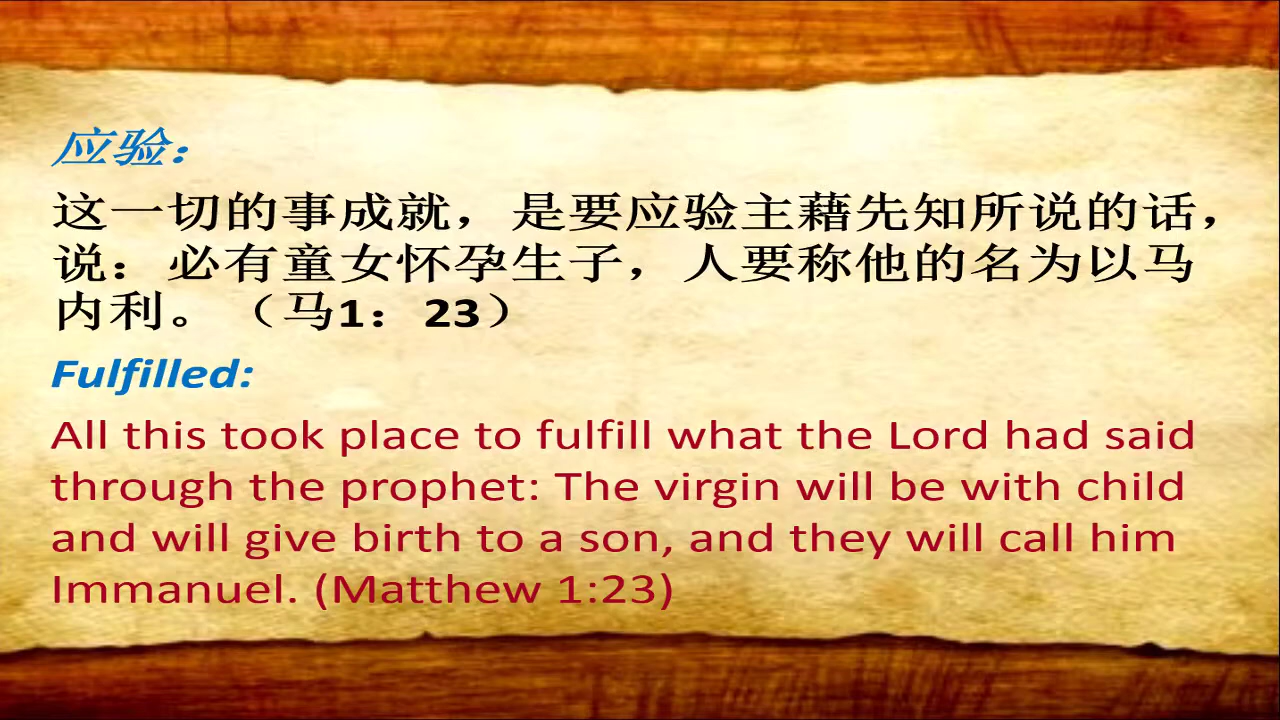 应验：
这一切的事成就，是要应验主藉先知所说的话，
说：必有童女怀孕生子，人要称他的名为以马
内利。（马1：23）
Fulfilled:
All this took place to fulfill what the Lord had said
through the prophet: The virgin will be with child
and will give birth to a son, and they will call him
Immanuel. (Matthew 1:23)